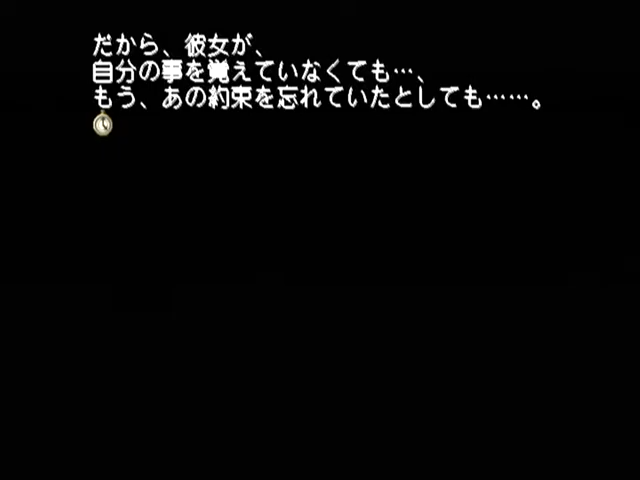 だから、彼女が、
自分の事を覚えていなくても…、
もう、あの約束を忘れていたとしても……。